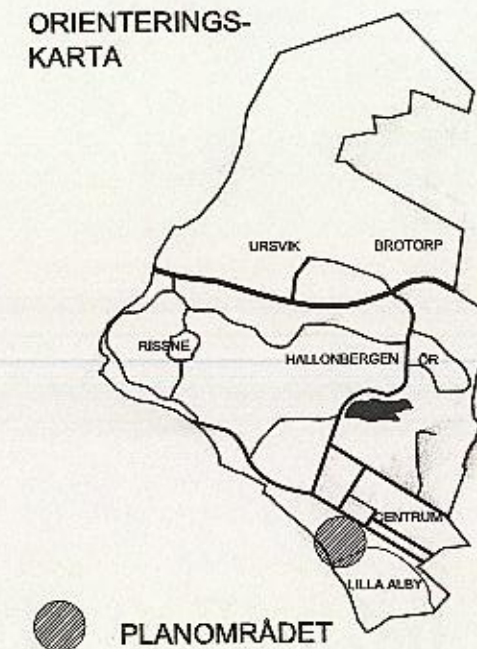 ORIENTERINGS-
KARTA
URSVIK BROTORP
RISSNE HALLONBERGEN ÖR
CENTRUM
LILLA ALBY
PLANOMRÅDET